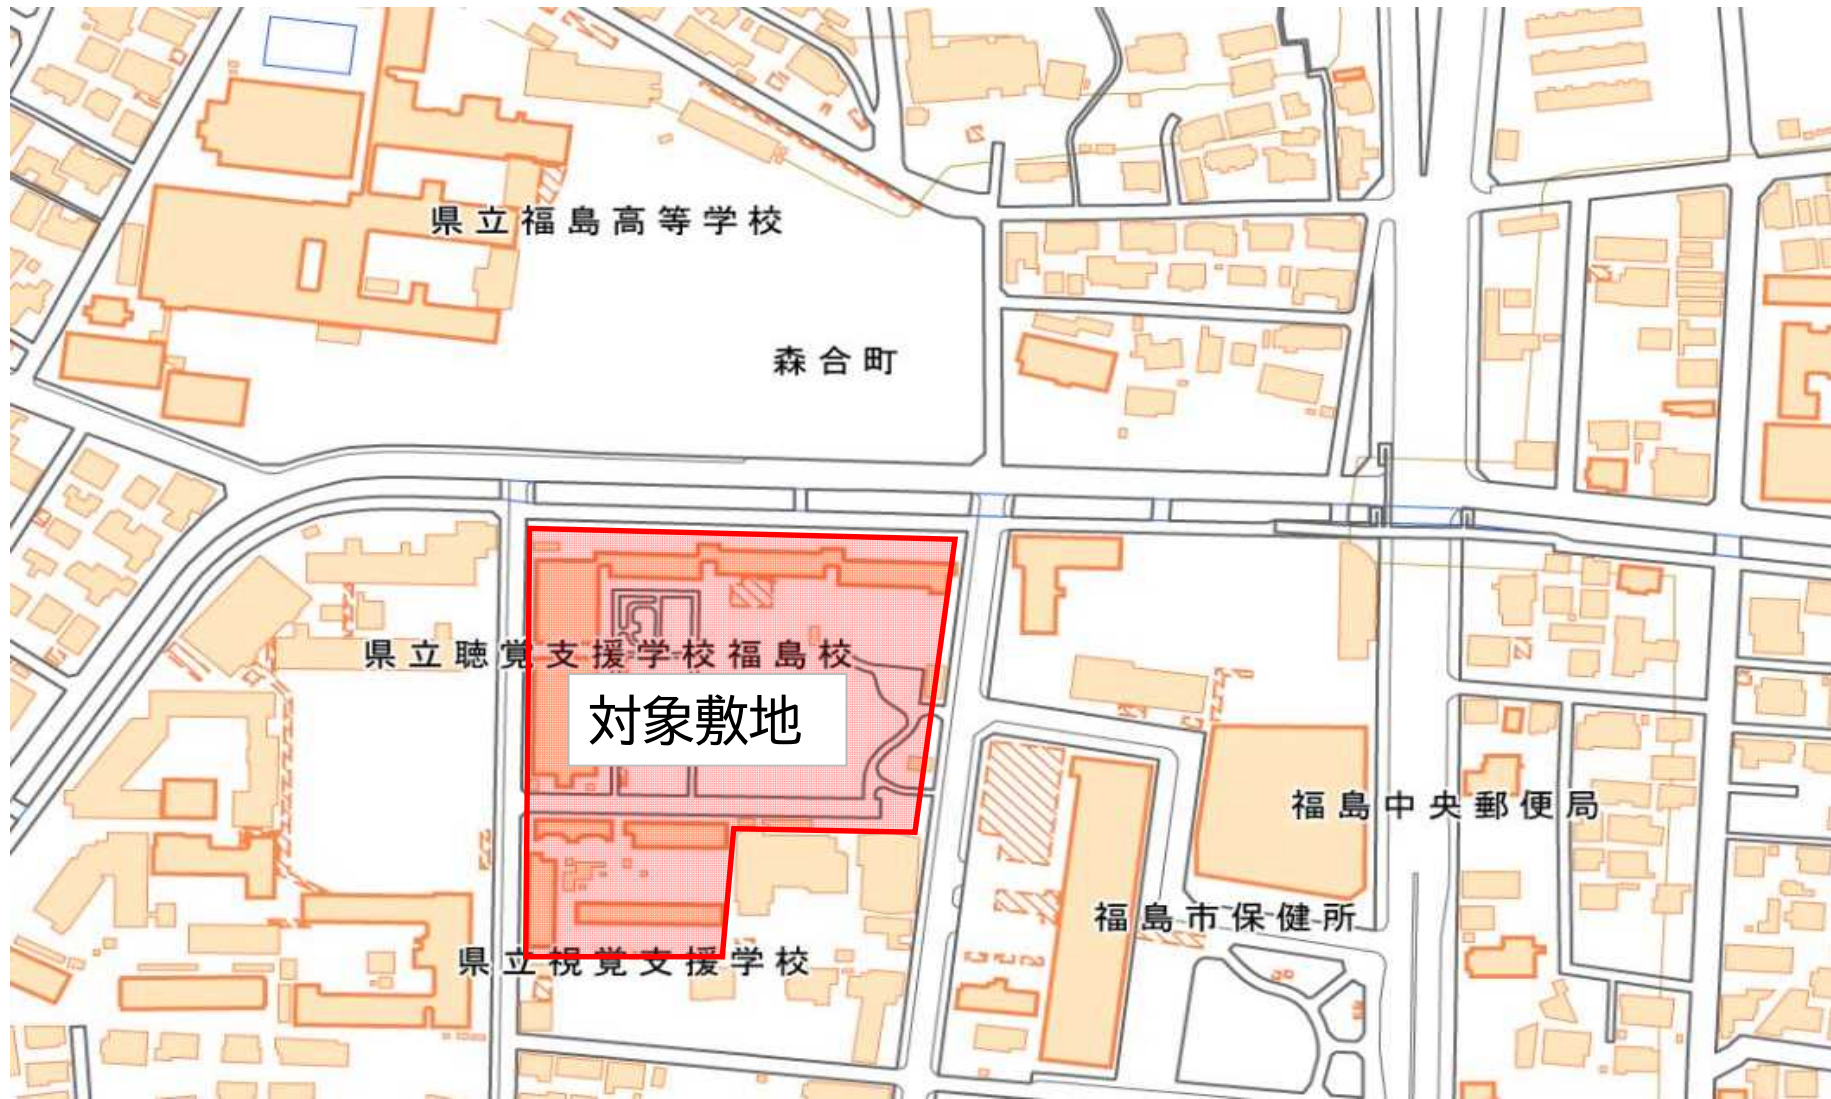 県立福島高等学校
森合町
県立聴覚支援学校福島校
対象敷地
福島中央郵便局
福島市保健所
県立視覚支援学校